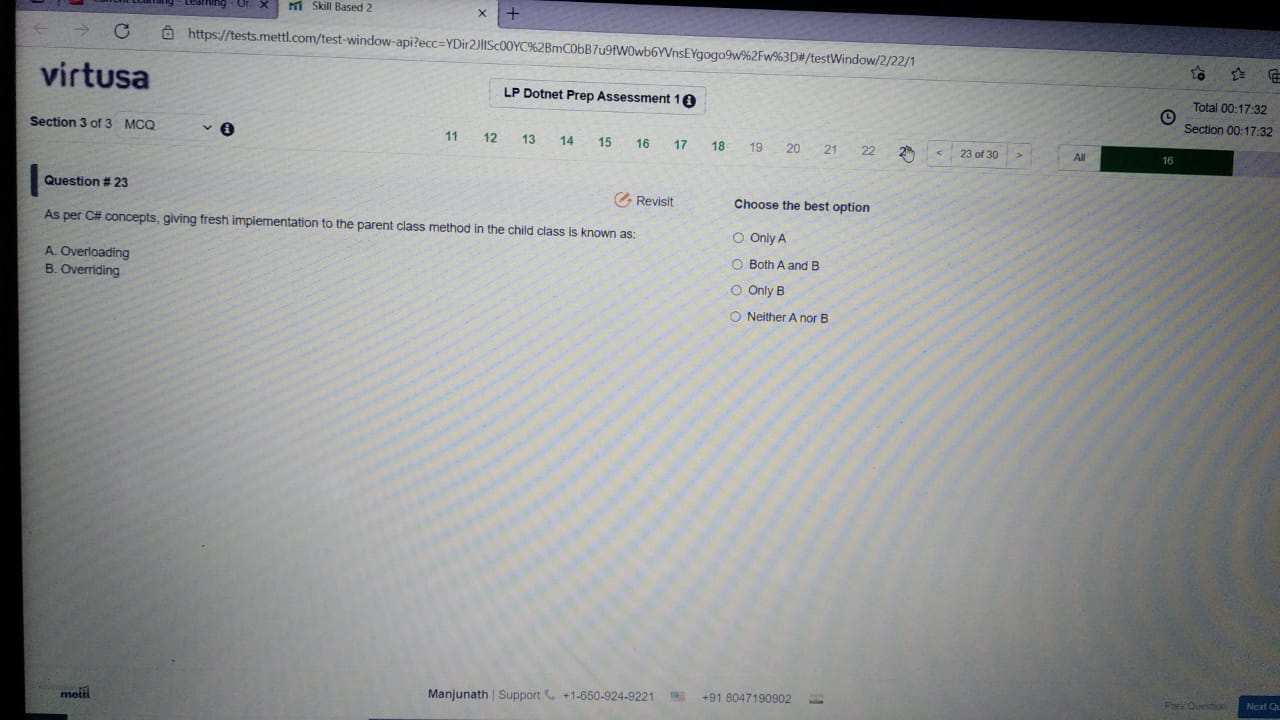 Skill Based 2
https://tests.mettl.com/test-window-api?ecc=YDir2JIlSc00YC%2BmC0bB7u9fW0wb6YVnsEYgogo9w%2Fw%3D#/testWindow/2/22/1
virtusa
LP Dotnet Prep Assessment 1
Total 00:17:32
Section 00:17:32
Section 3 of 3 MCQ
11 12 13 14 15 16 17 18 19 20 21 22 < 23 of 30 > All 16
Question # 23
Revisit
As per C# concepts, giving fresh implementation to the parent class method in the child class is known as:
A. Overloading
B. Overriding
Choose the best option
Only A
Both A and B
Only B
Neither A nor B
mettl
Manjunath | Support +1-650-924-9221 +91 8047190902
Prev Question
Next